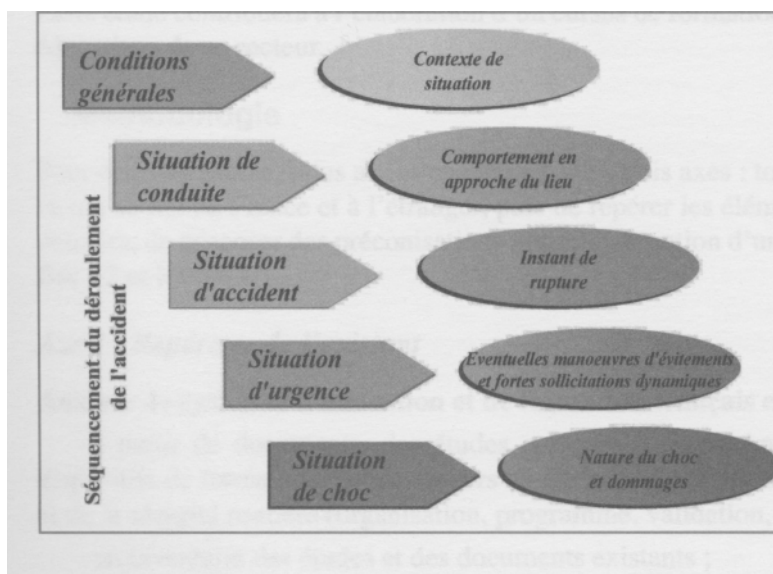 Conditions
générales
Contexte de
situation
Situation de
conduite
Comportement en
approche du lieu
Situation
d'accident
Instant de
rupture
Situation
d'urgence
Eventuelles manoeuvres d'évitements
et fortes sollicitations dynamiques
Situation
de choc
Nature du choc
et dommages
Séquencement du déroulement
de l'accident